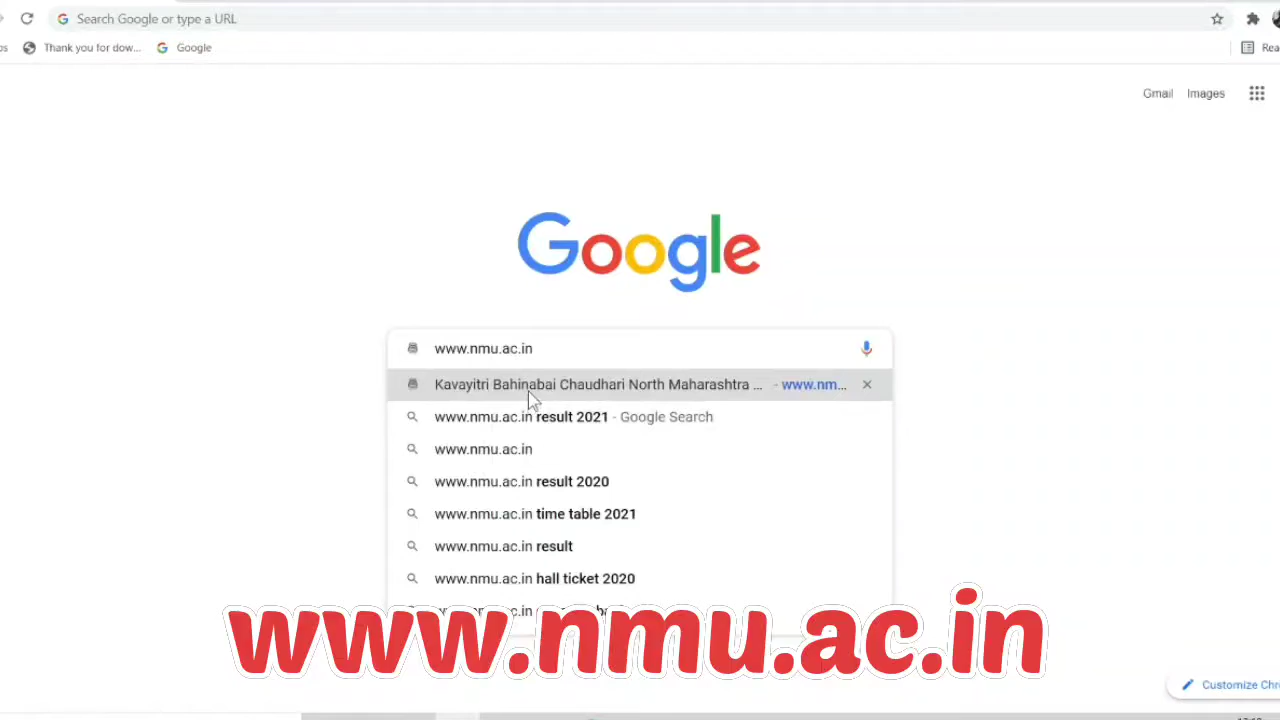 Search Google or type a URL
Thank you for dow... Google
Gmail Images
Google
www.nmu.ac.in
Kavayitri Bahinabai Chaudhari North Maharashtra ... - www.nm...
www.nmu.ac.in result 2021 - Google Search
www.nmu.ac.in
www.nmu.ac.in result 2020
www.nmu.ac.in time table 2021
www.nmu.ac.in result
www.nmu.ac.in hall ticket 2020
www.nmu.ac.in
Customize Chr